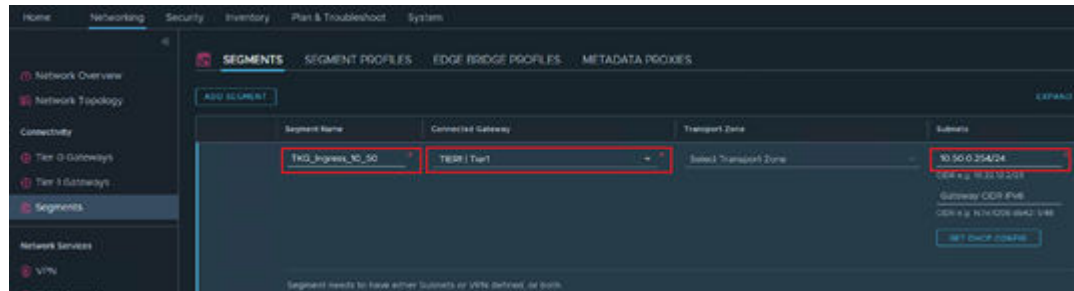 Home Networking Security Inventory Plan & Troubleshoot System
SEGMENTS SEGMENT PROFILES EDGE BRIDGE PROFILES METADATA PROXIES
Network Overview
Network Topology
ADD SEGMENT EXPAND
Connectivity
Segment Name Connected Gateway Transport Zone Subnets
Tier-0 Gateways
TKG_Ingress_10_50 TIER1 | Tier1 Select Transport Zone 10.50.0.254/24
CIDR e.g.
Tier-1 Gateways
Gateway CIDR IPv6
Segments
CIDR e.g.
SET DHCP CONFIG
Network Services
VPN
Segment needs to have either Subnets or VPN defined, or both.